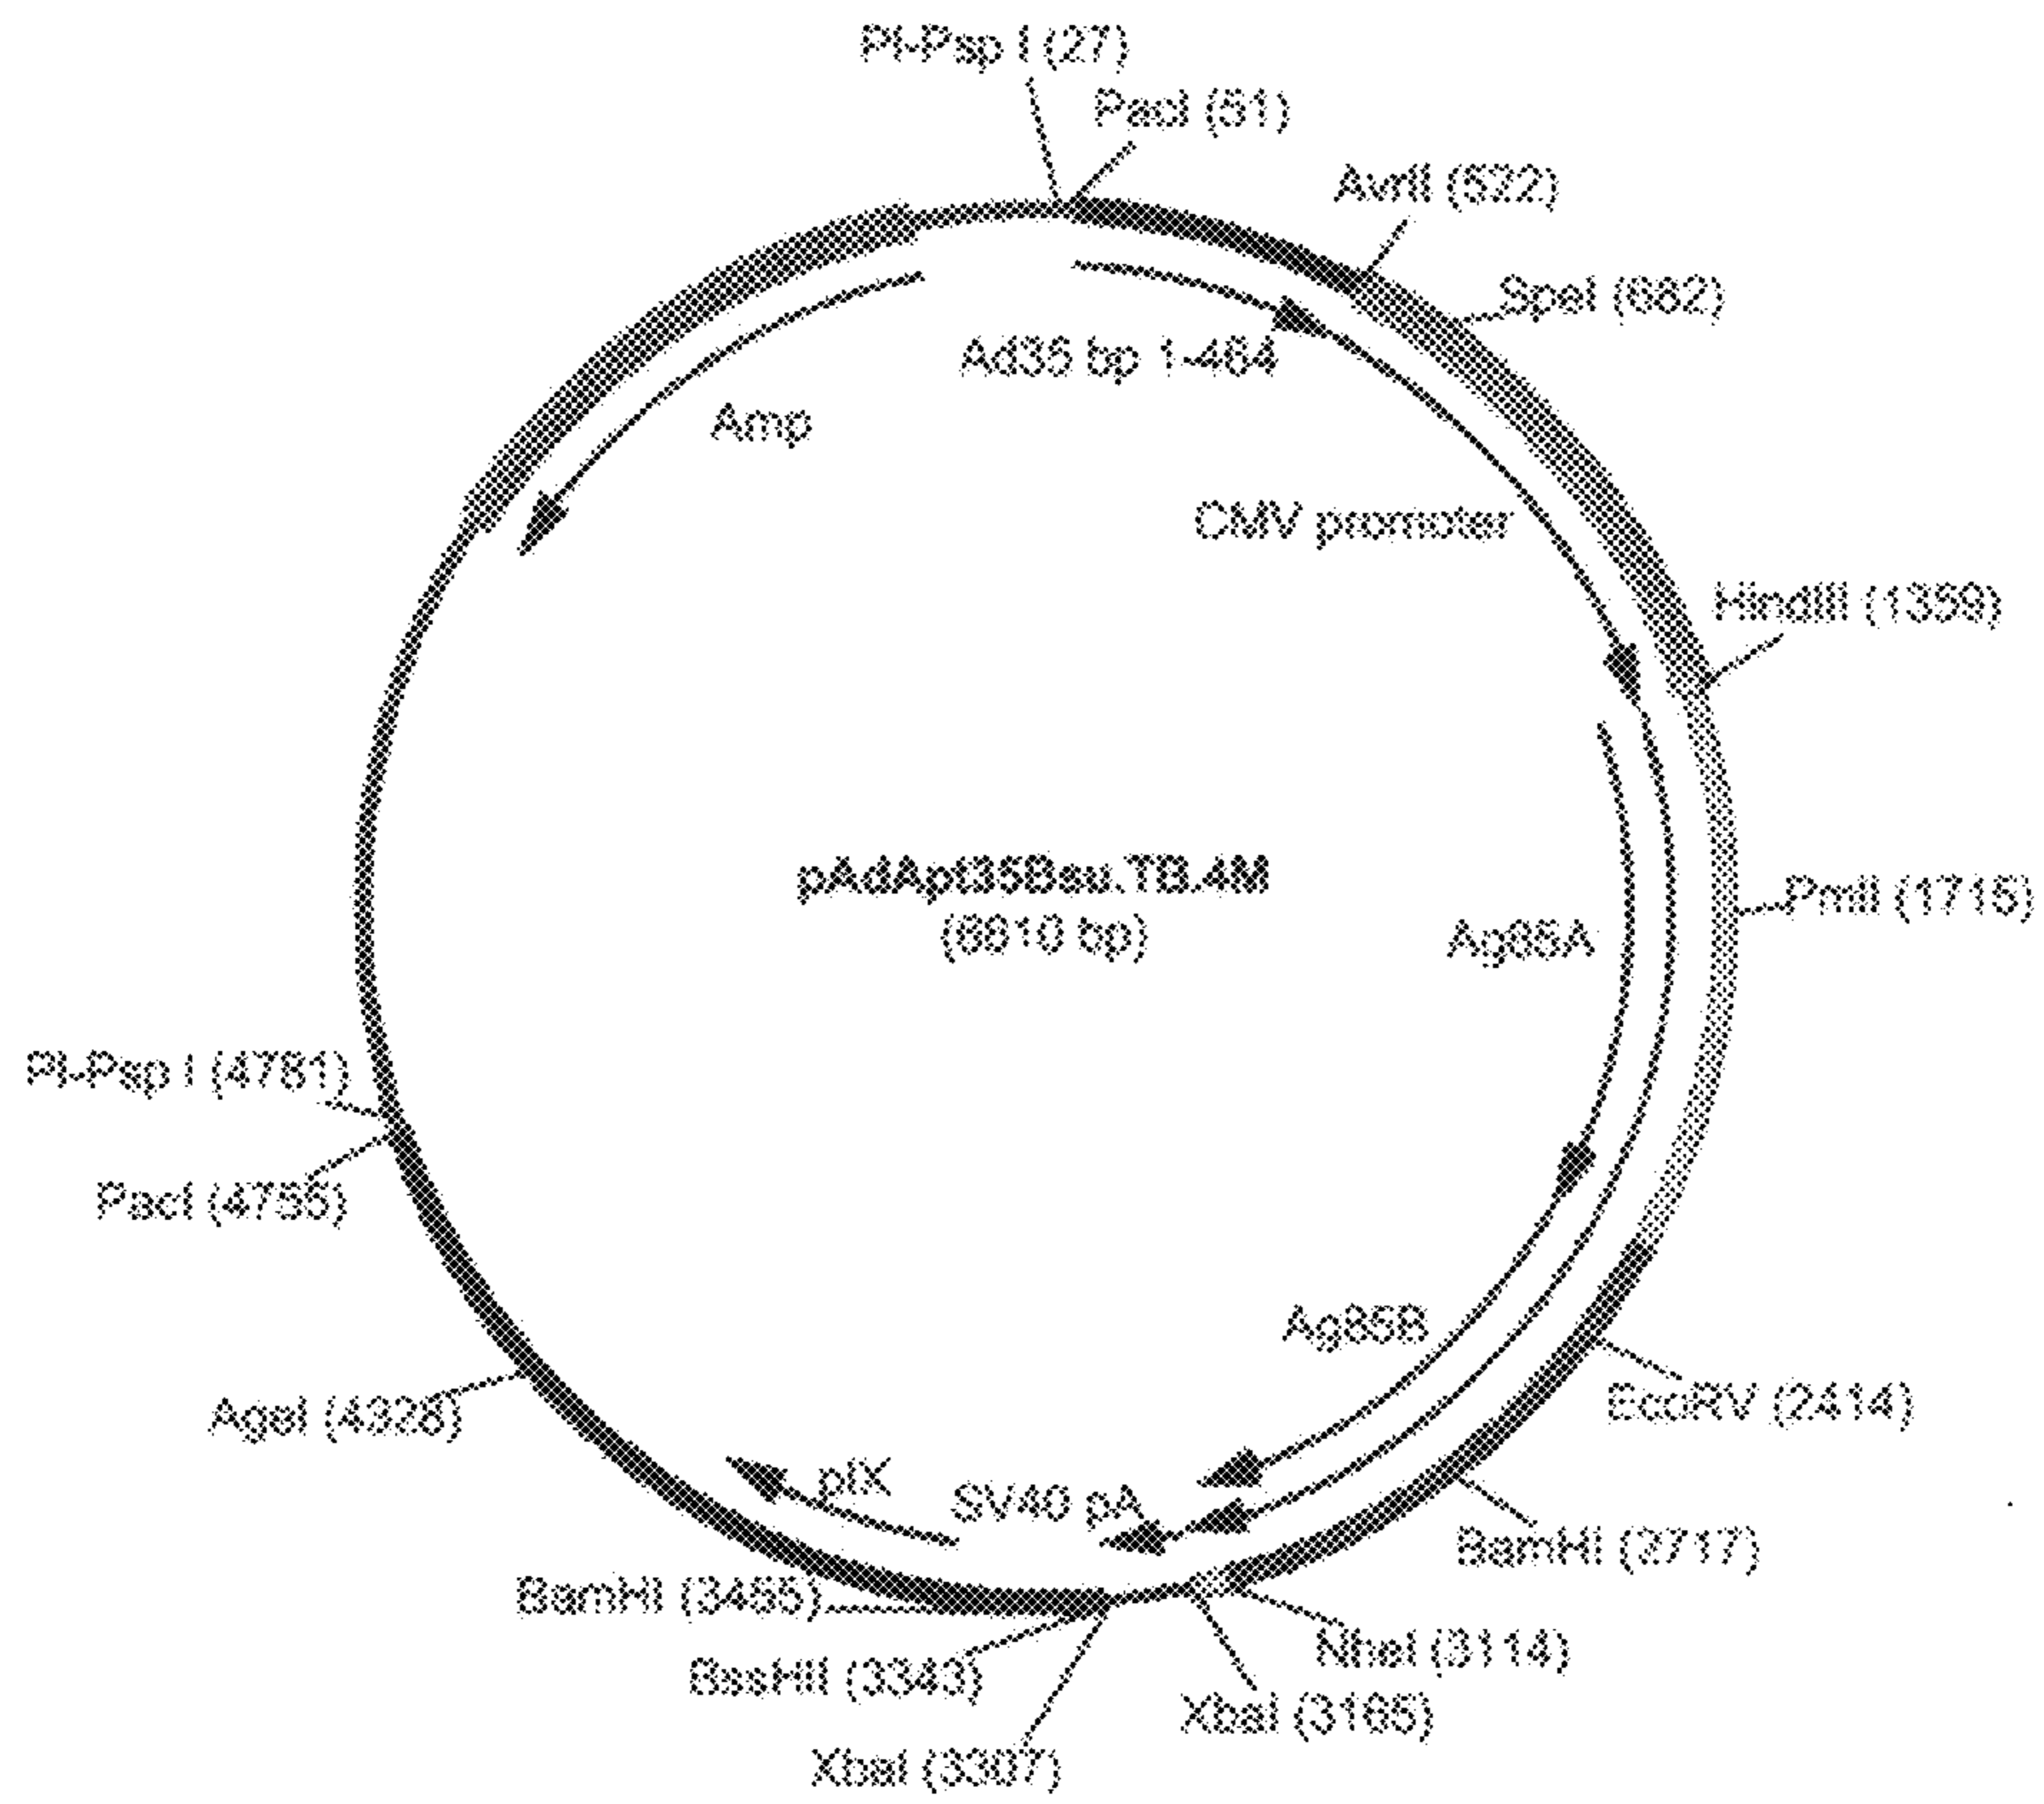 PI-Psp I (27)
PacI (51)
AvrII (522)
SpeI (682)
Ad35 bp 1-464
Amp
CMV promoter
HindIII (1359)
pAdApt35Bsu.TB.4M
(6810 bp)
PmlI (1715)
Ag85A
PI-Psp I (4781)
PacI (4755)
Ag85B
EcoRV (2414)
AgeI (4328)
pIX
SV40 pA
BamHI (2717)
BamHI (3455)
NheI (3114)
BssHII (3343)
XbaI (3165)
XbaI (3307)